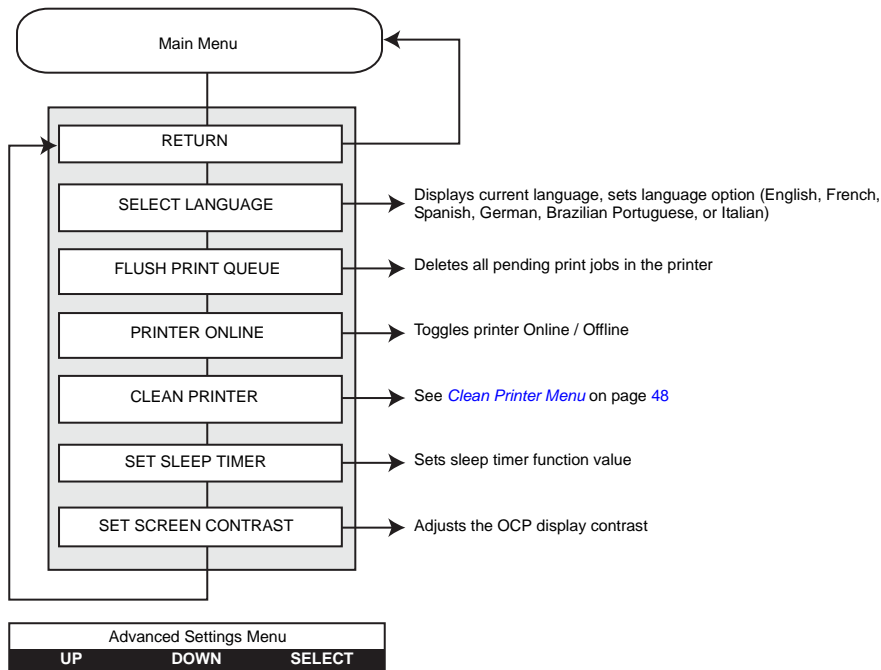 Main Menu
RETURN
SELECT LANGUAGE
Displays current language, sets language option (English, French,
Spanish, German, Brazilian Portuguese, or Italian)
FLUSH PRINT QUEUE
Deletes all pending print jobs in the printer
PRINTER ONLINE
Toggles printer Online / Offline
CLEAN PRINTER
See Clean Printer Menu on page 48
SET SLEEP TIMER
Sets sleep timer function value
SET SCREEN CONTRAST
Adjusts the OCP display contrast
Advanced Settings Menu
UP DOWN SELECT